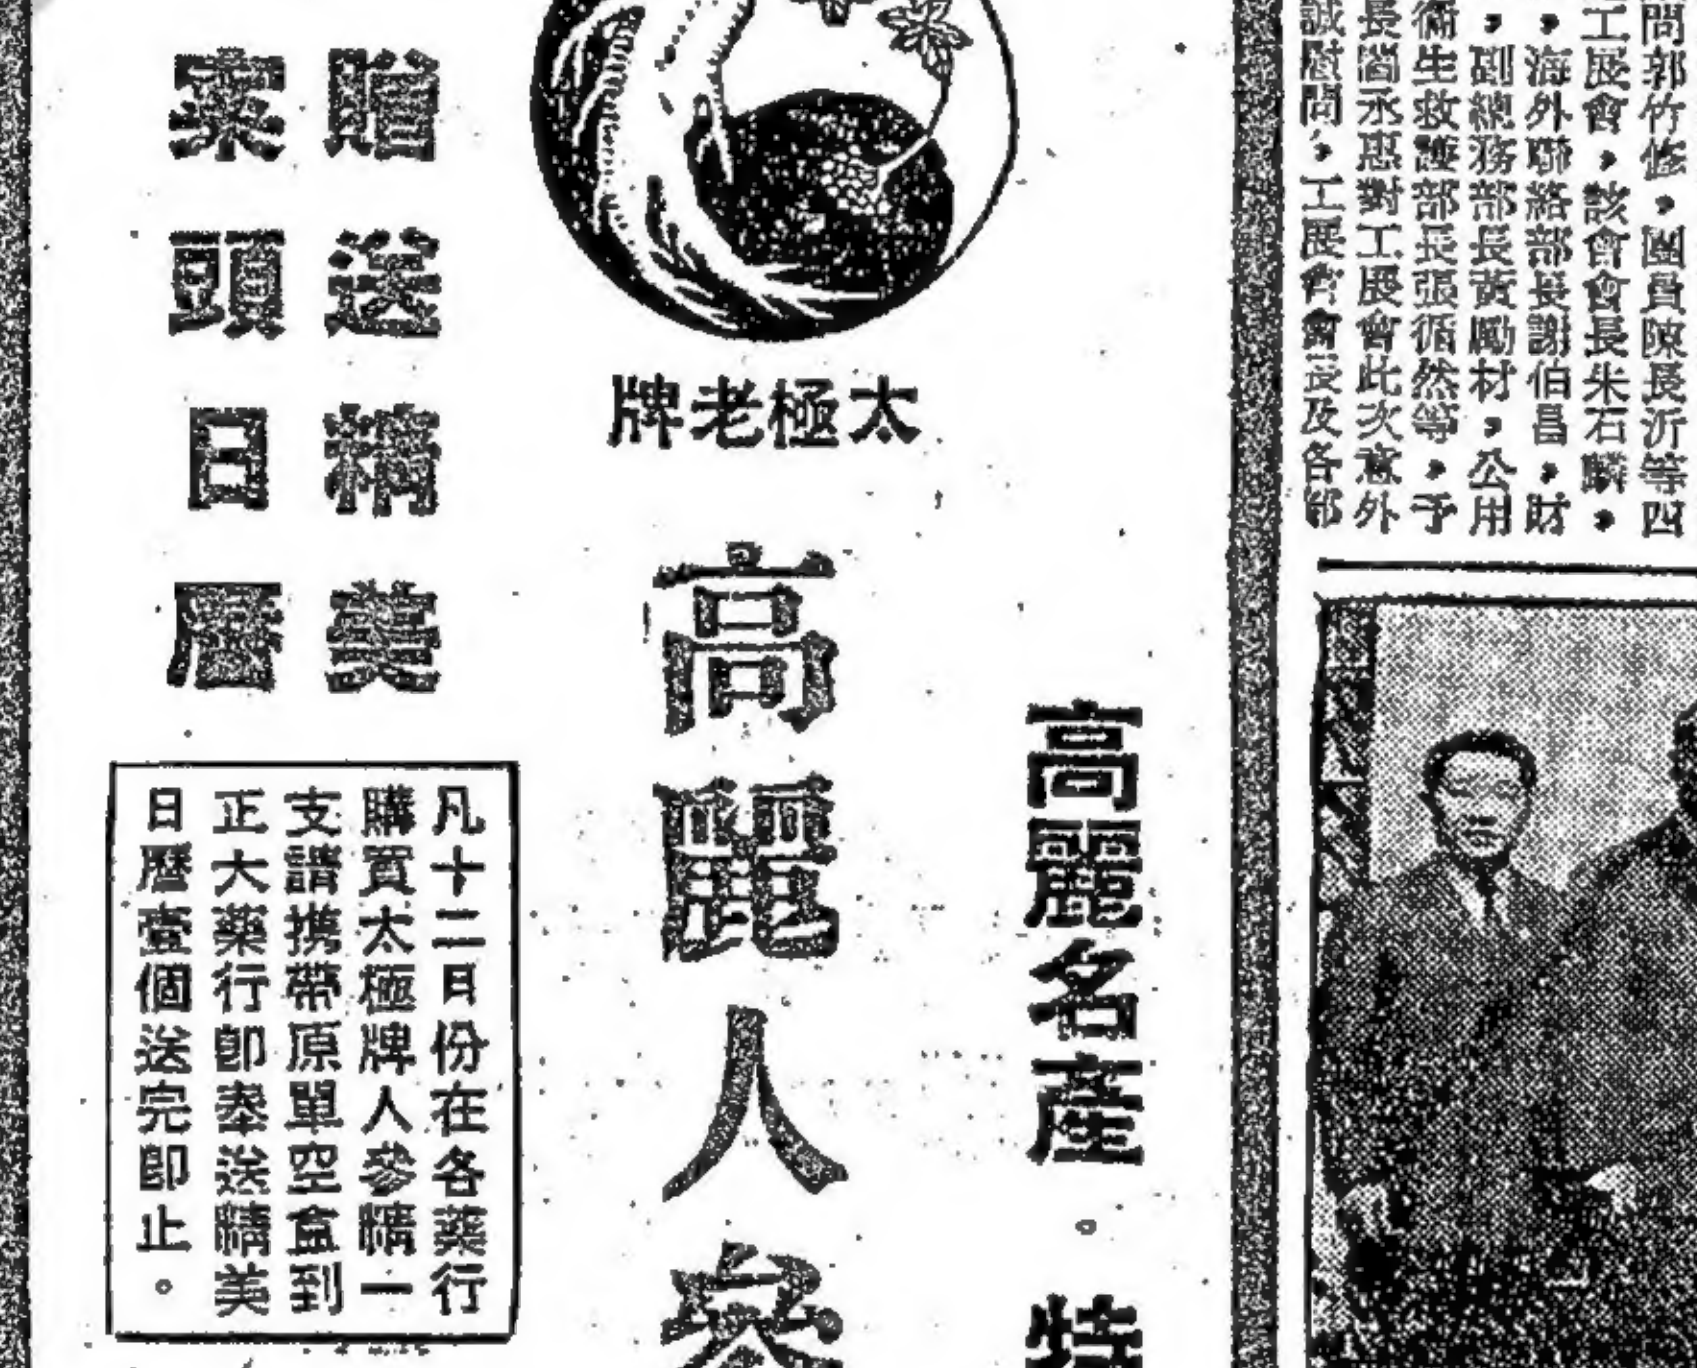 問郭竹修，團員陳長沂等四
工展會，該會會長朱石麟，
，海外聯絡部長謝伯昌，財
，副總務部長黃勵材，公用
衞生救護部長張循然等，予
長閻丞惠對工展會此次意外
誠慰問，工展會會長及各部
高麗名產。特
太極老牌
高麗人參
贈送精美
案頭日曆
凡十二月份在各藥行
購買太極牌人參精一
支請携帶原單空盒到
正大藥行卽奉送精美
日曆壹個送完卽止。